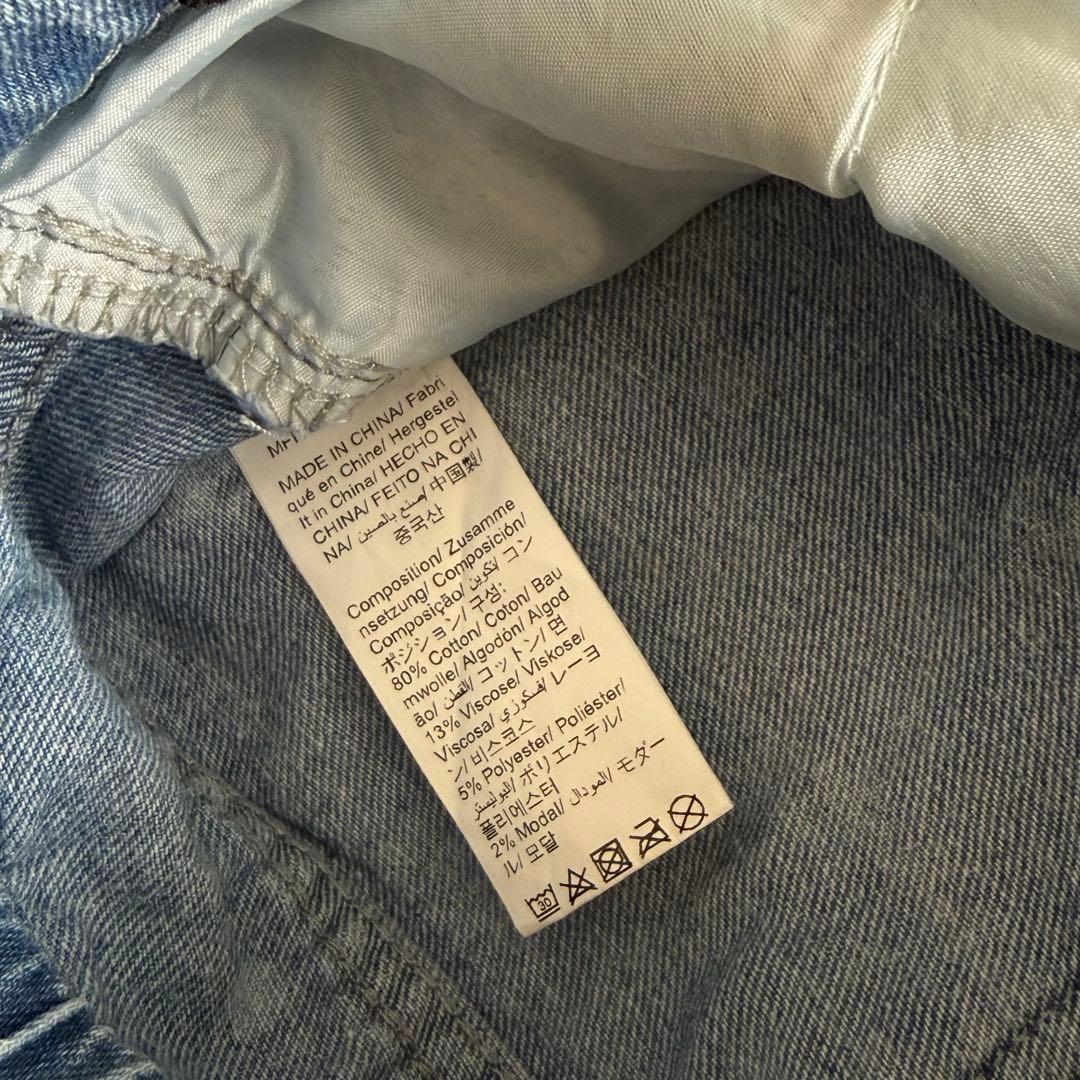 MADE IN CHINA/ Fabri
qué en Chine/ Hergestel
lt in China/ HECHO EN
CHINA/ FEITO NA CHI
NA/ صنع بالصين/ 中国製/
중국산
Composition/ Zusamme
nsetzung/ Composición/
Composição/ تكوين/ コン
ポジション/ 구성:
80% Cotton/ Coton/ Bau
mwolle/ Algodón/ Algod
ão/ القطن/ コットン/ 면
13% Viscose/ Viskose/
Viscosa/ فسكوزي/ レーヨ
ン/ 비스코스
5% Polyester/ Poliéster/
البوليستر/ ポリエステル/
폴리에스터
2% Modal/ المودال/ モダー
ル/ 모달
30